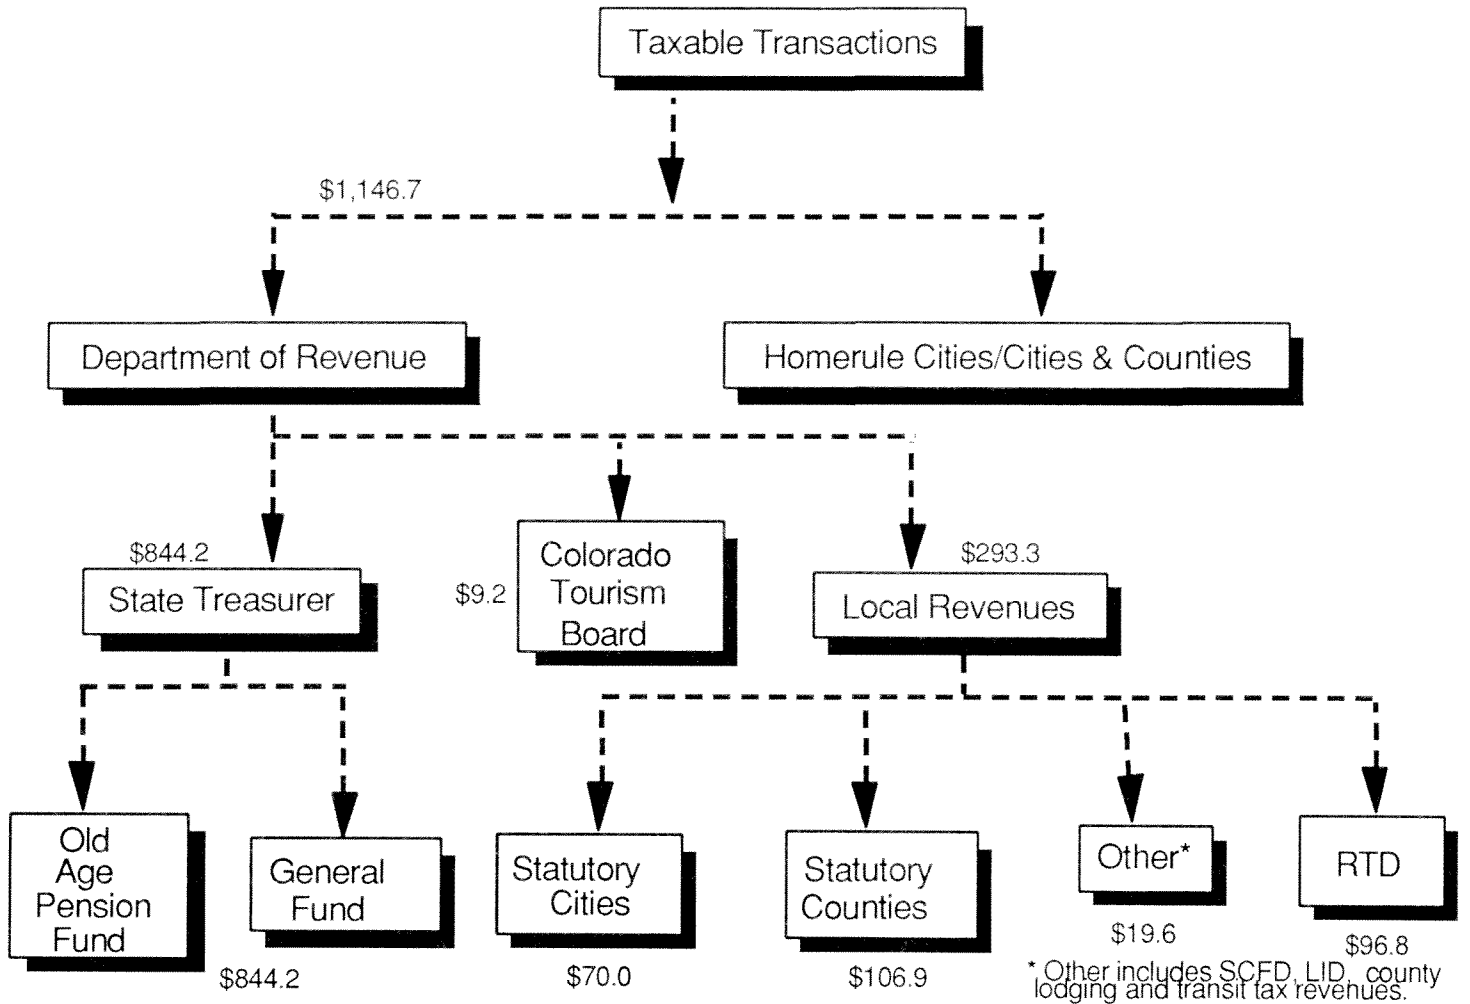 Taxable Transactions
$1,146.7
Department of Revenue
Homerule Cities/Cities & Counties
$844.2
State Treasurer
$9.2
Colorado
Tourism
Board
$293.3
Local Revenues
Old
Age
Pension
Fund
General
Fund
$844.2
Statutory
Cities
$70.0
Statutory
Counties
$106.9
Other*
$19.6
RTD
$96.8
* Other includes SCFD, LID, county
lodging and transit tax revenues.